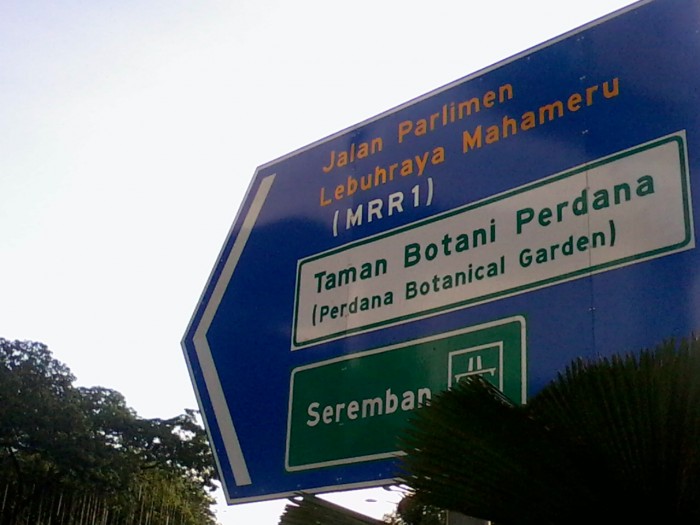 Jalan Parlimen
Lebuhraya Mahameru
(MRR1)
Taman Botani Perdana
(Perdana Botanical Garden)
Seremban